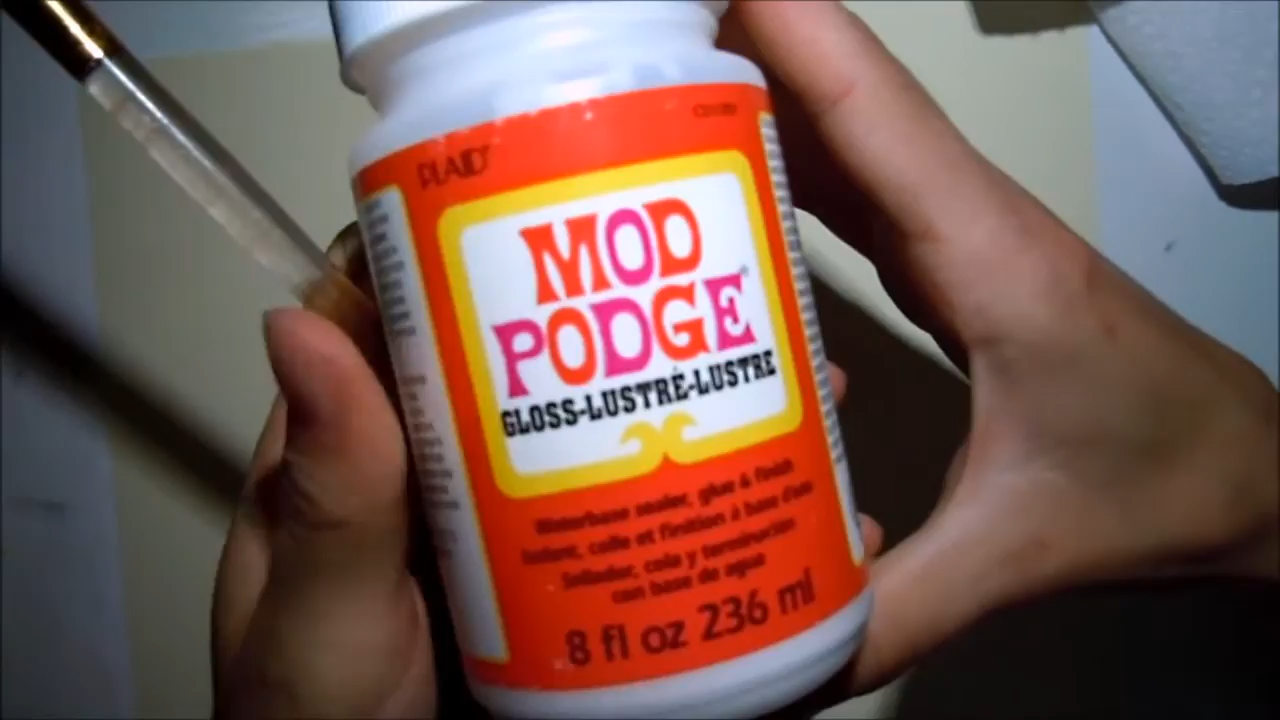 PLAID
MOD
PODGE
GLOSS-LUSTRÉ-LUSTRE
Waterbase sealer, glue & finish
Isolant, colle et finition à base d'eau
Sellador, cola y terminación
con base de agua
8 fl oz 236 ml